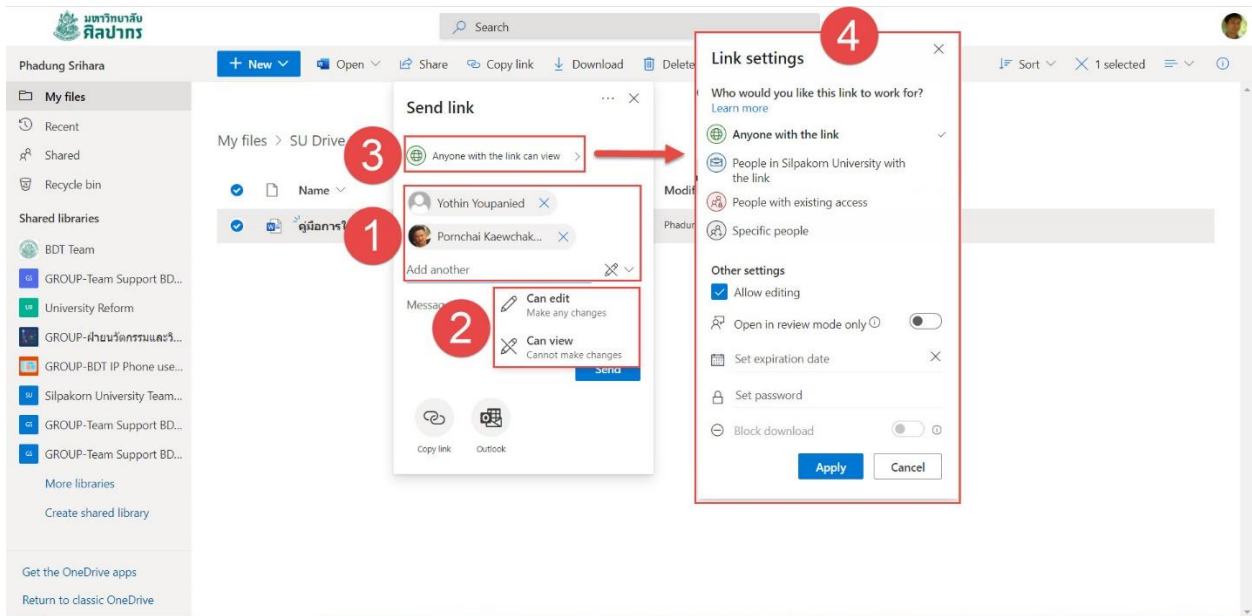 มหาวิทยาลัย
ศิลปากร
Search
Phadung Srihara
New
Open
Share
Copy link
Download
Delete
Sort
1 selected
My files
Recent
Shared
Recycle bin
Shared libraries
BDT Team
GS GROUP-Team Support BD...
UR University Reform
GROUP-ฝ่ายนวัตกรรมและวิ...
GROUP-BDT IP Phone use...
SU Silpakorn University Team...
GS GROUP-Team Support BD...
GS GROUP-Team Support BD...
More libraries
Create shared library
Get the OneDrive apps
Return to classic OneDrive
My files > SU Drive
Name
Modif
คู่มือการใ
Phadur
Send link
3
Anyone with the link can view
1
Yothin Youpanied
Pornchai Kaewchak...
Add another
Messag
2
Can edit
Make any changes
Can view
Cannot make changes
Send
Copy link
Outlook
4
Link settings
Who would you like this link to work for?
Learn more
Anyone with the link
People in Silpakorn University with
the link
People with existing access
Specific people
Other settings
Allow editing
Open in review mode only
Set expiration date
Set password
Block download
Apply
Cancel